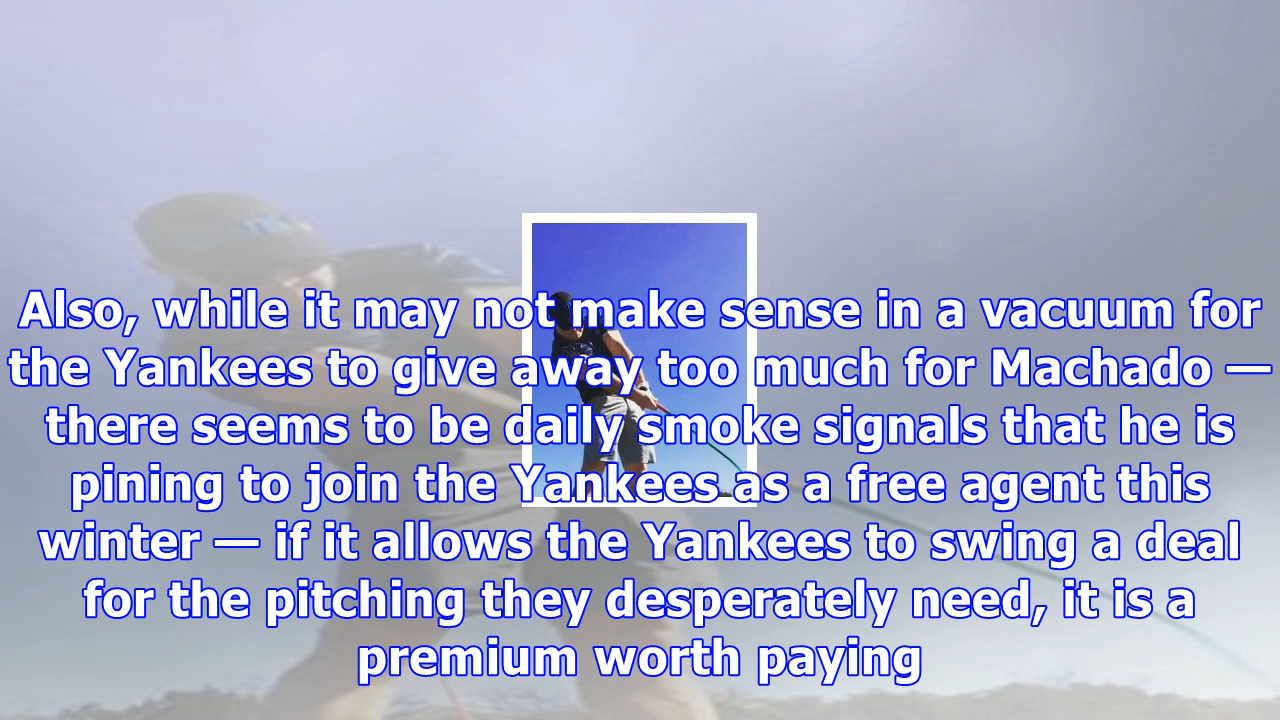 Also, while it may not make sense in a vacuum for
the Yankees to give away too much for Machado —
there seems to be daily smoke signals that he is
pining to join the Yankees as a free agent this
winter — if it allows the Yankees to swing a deal
for the pitching they desperately need, it is a
premium worth paying